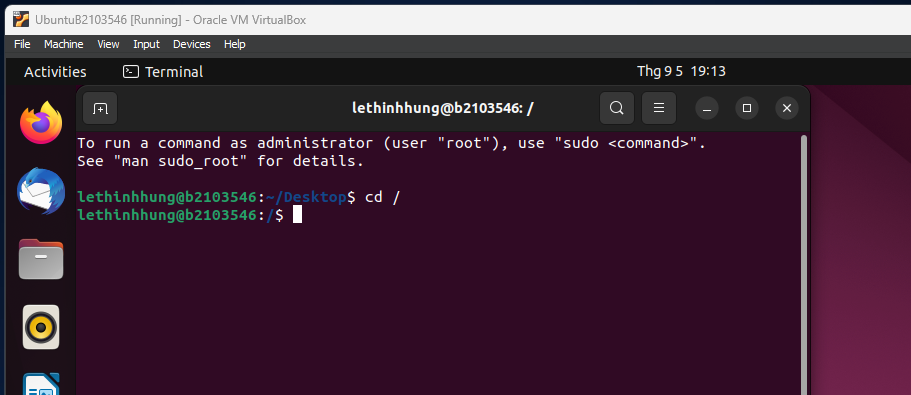 UbuntuB2103546 [Running] - Oracle VM VirtualBox
File Machine View Input Devices Help
Activities Terminal Thg 9 5 19:13
lethinhhung@b2103546: /
To run a command as administrator (user "root"), use "sudo <command>".
See "man sudo_root" for details.
lethinhhung@b2103546:~/Desktop$ cd /
lethinhhung@b2103546:/$